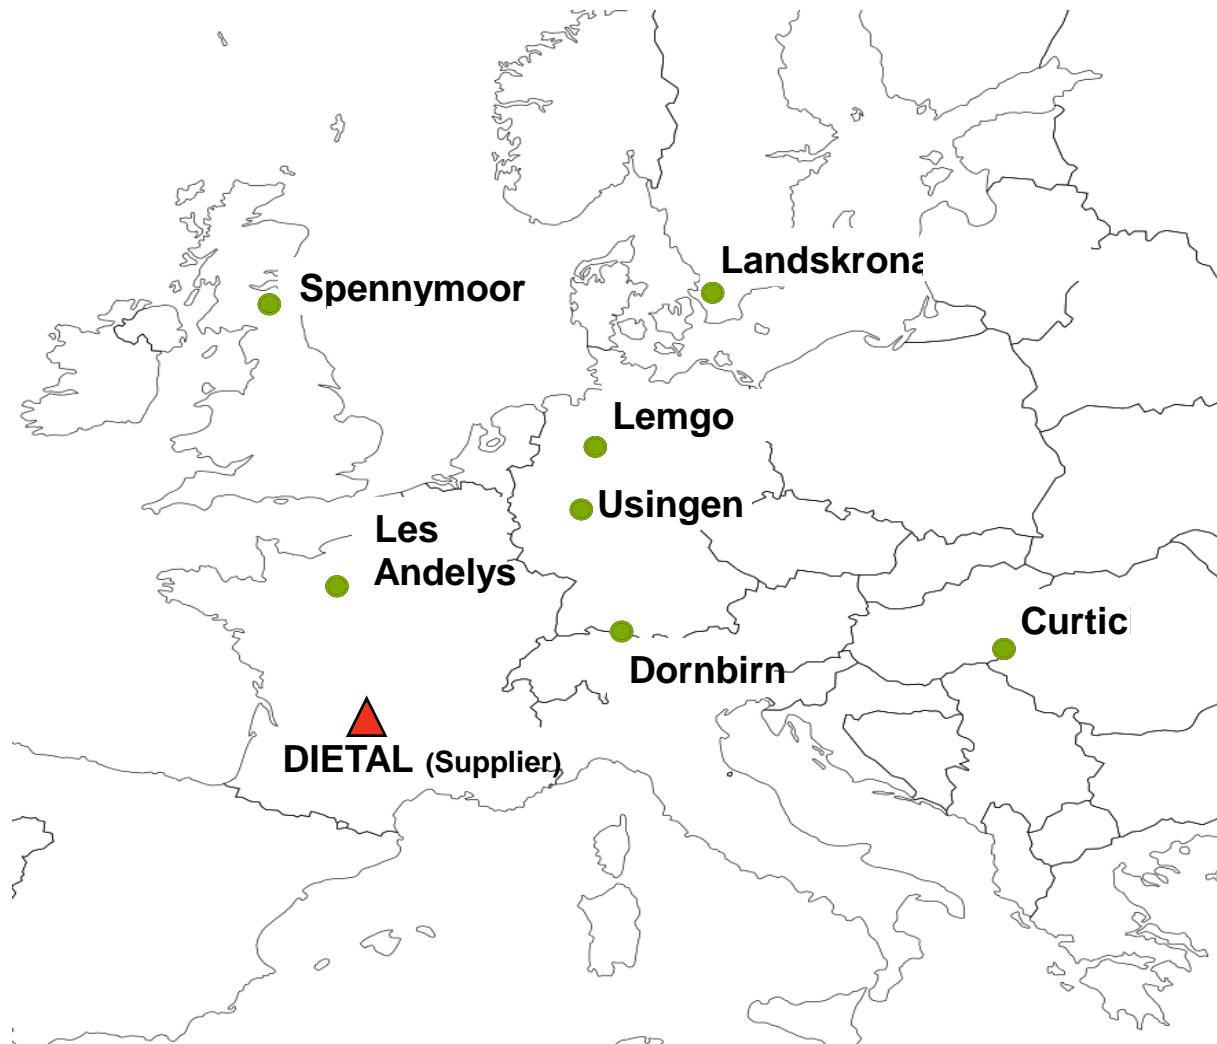 Landskrona
Spennymoor
Lemgo
Usingen
Les
Andelys
Curtici
Dornbirn
DIETAL (Supplier)